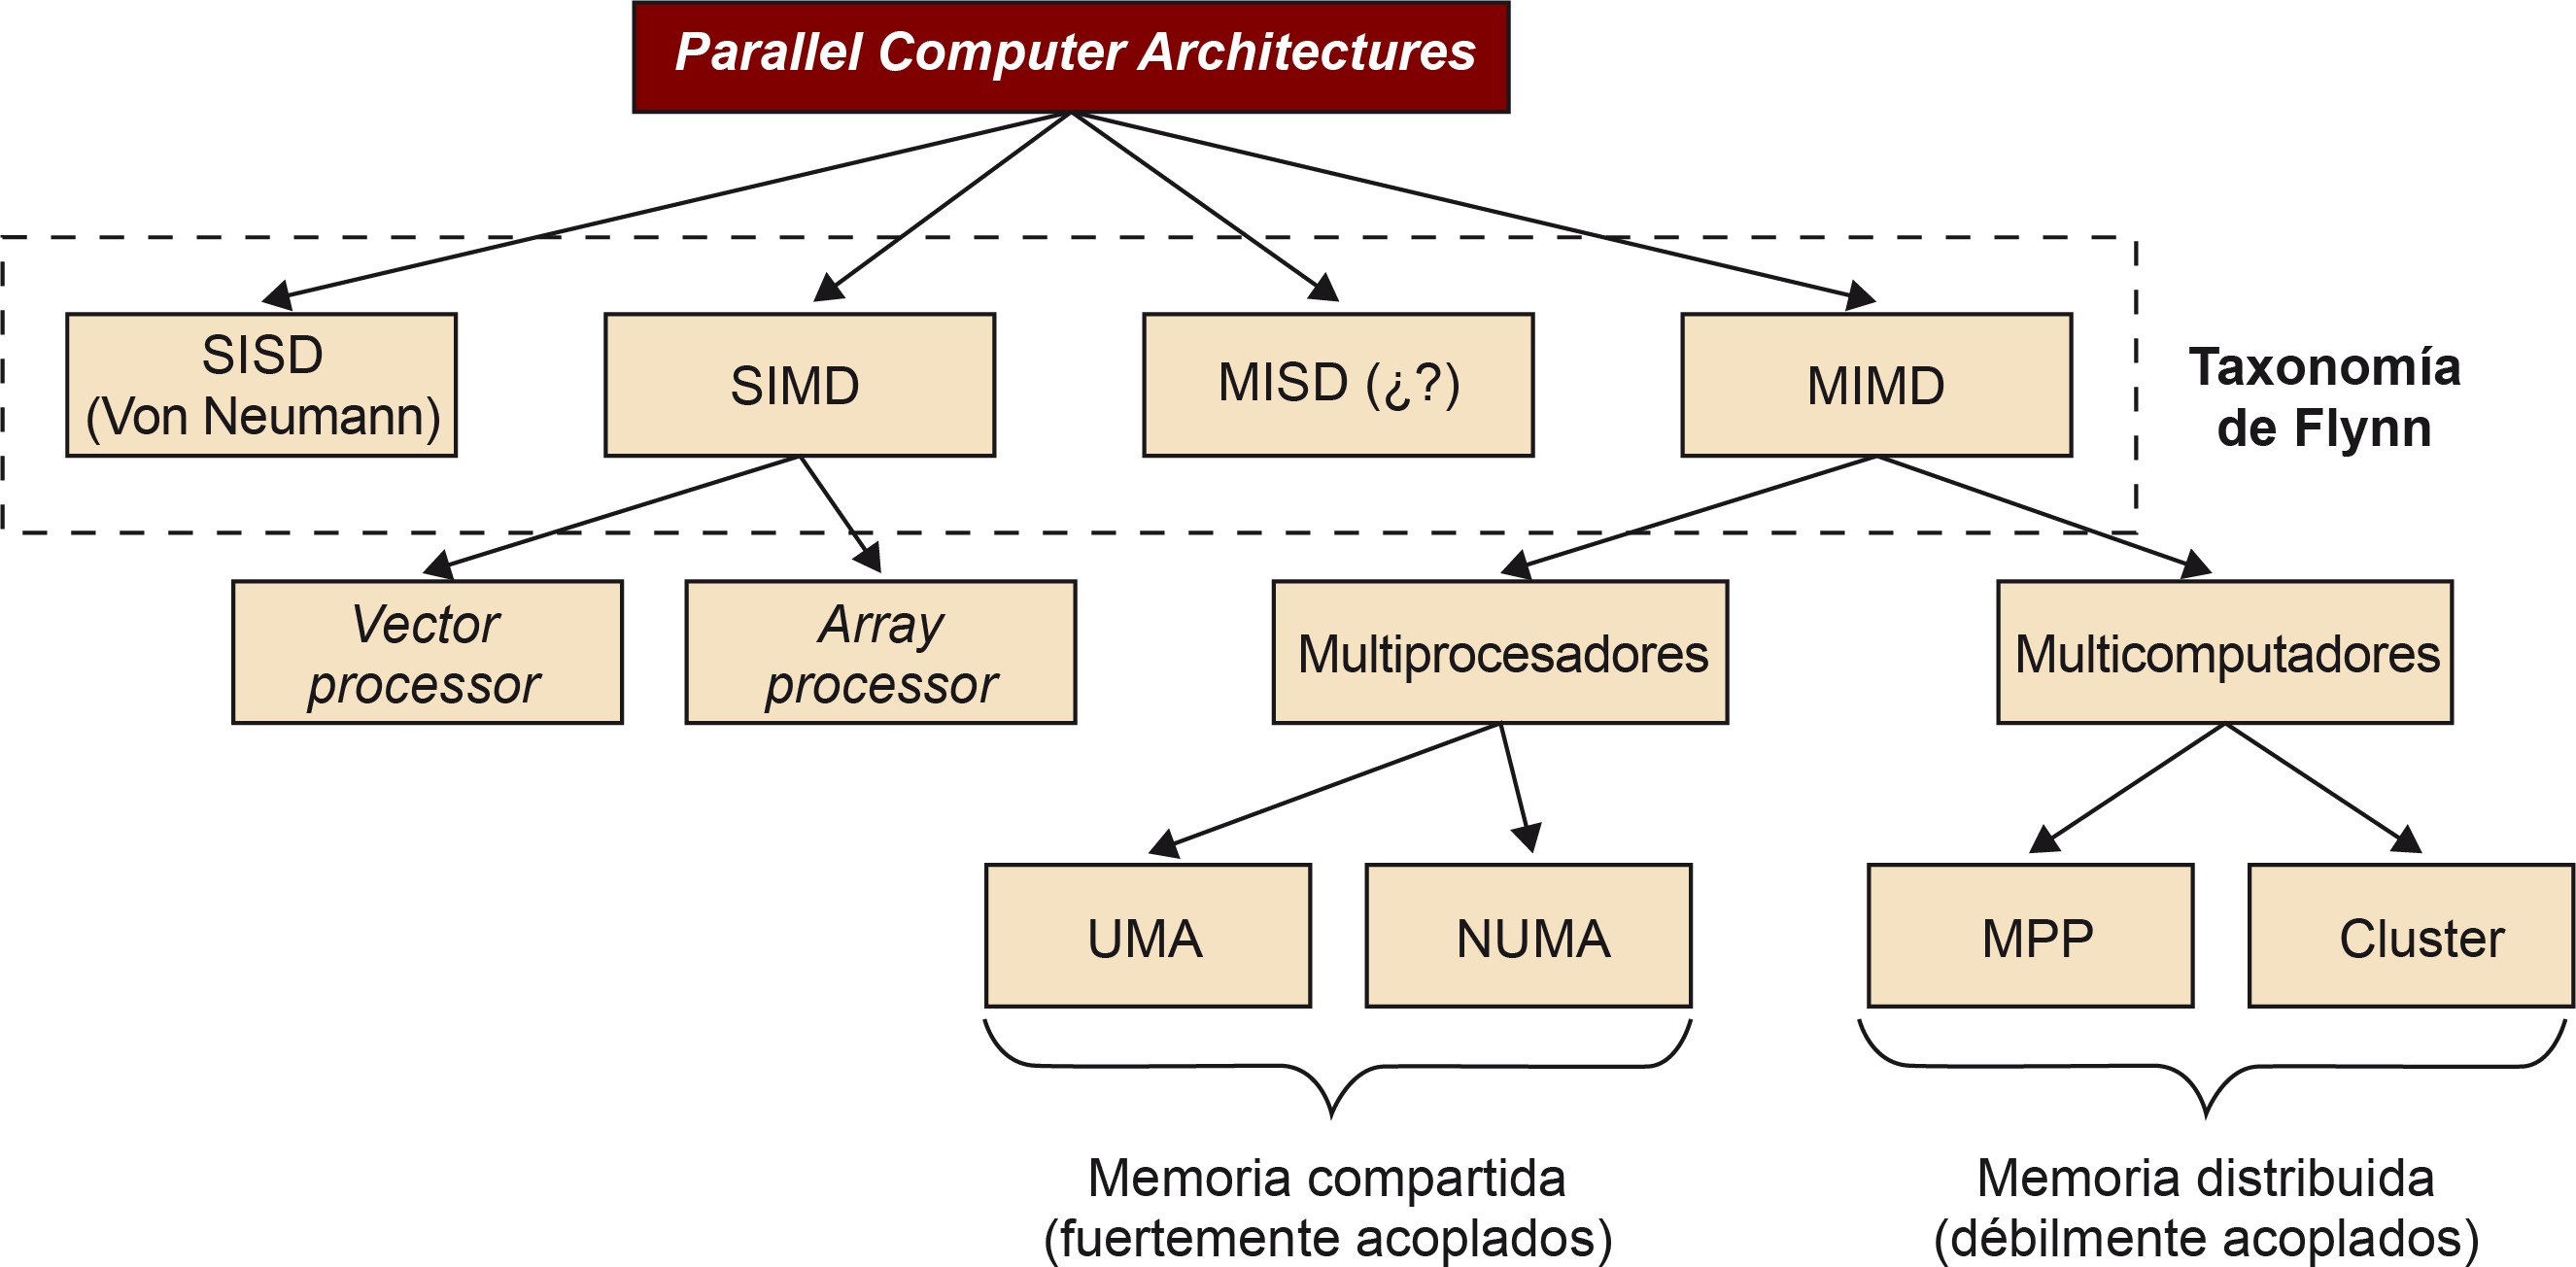 Parallel Computer Architectures
SISD
(Von Neumann)
SIMD
MISD (¿?)
MIMD
Taxonomía
de Flynn
Vector
processor
Array
processor
Multiprocesadores
Multicomputadores
UMA
NUMA
MPP
Cluster
Memoria compartida
(fuertemente acoplados)
Memoria distribuida
(débilmente acoplados)